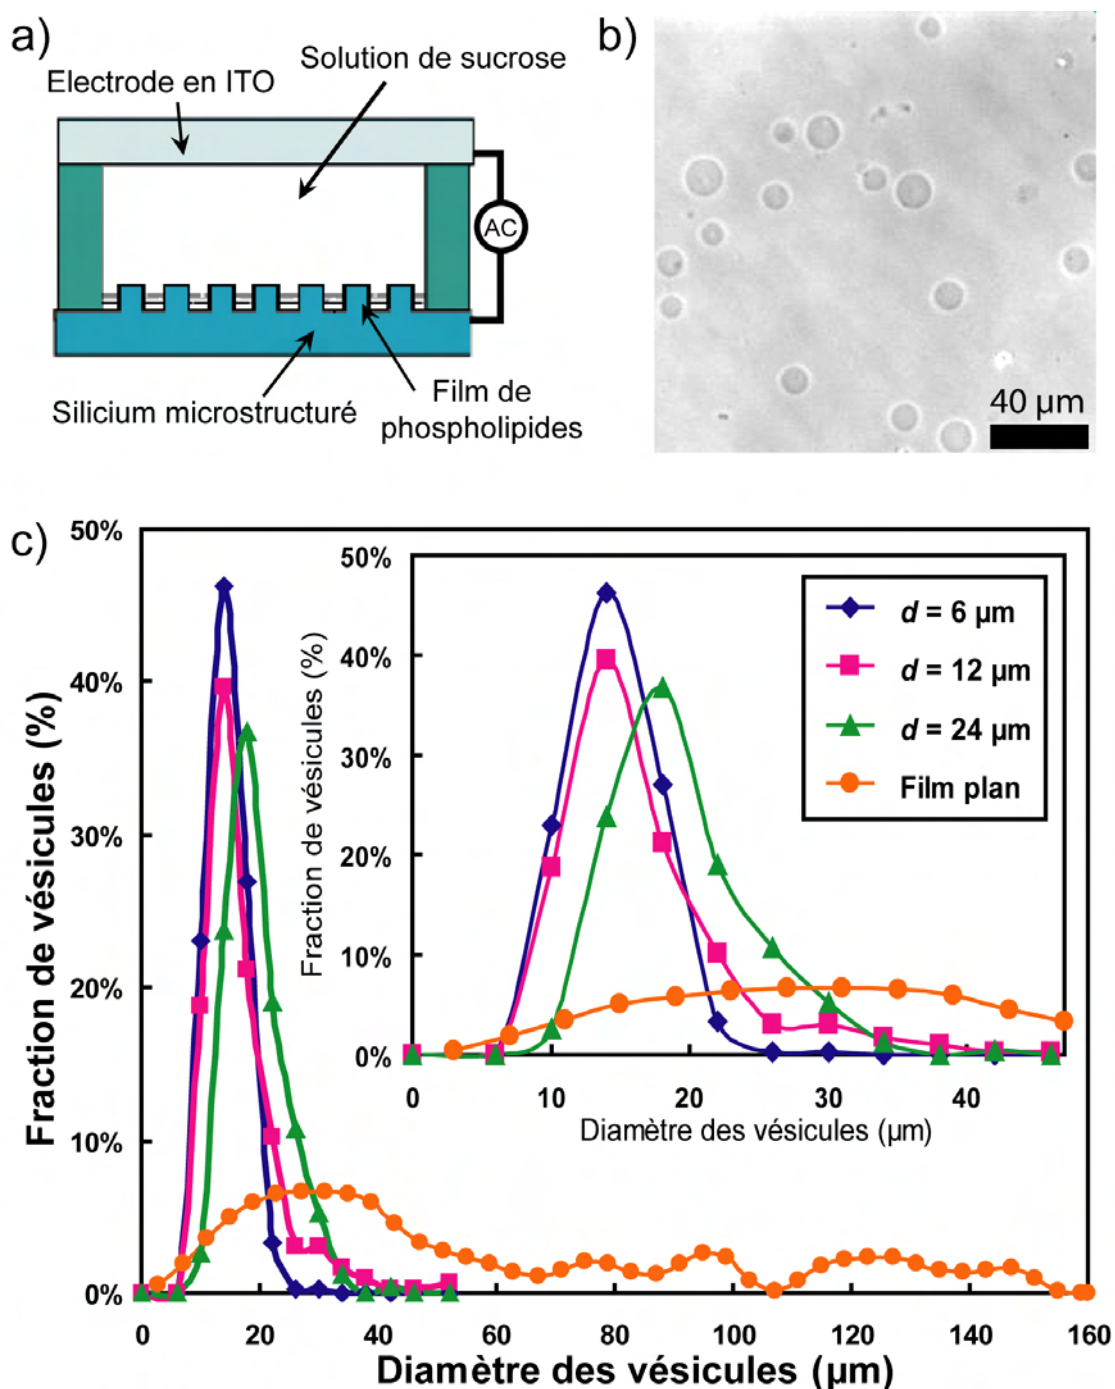 a)
Electrode en ITO
Solution de sucrose
AC
Silicium microstructuré
Film de
phospholipides
b)
40 µm
c)
50%
40%
30%
20%
10%
0%
Fraction de vésicules (%)
0 20 40 60 80 100 120 140 160
Diamètre des vésicules (µm)
50%
40%
30%
20%
10%
0%
Fraction de vésicules (%)
0 10 20 30 40
Diamètre des vésicules (µm)
d = 6 µm
d = 12 µm
d = 24 µm
Film plan